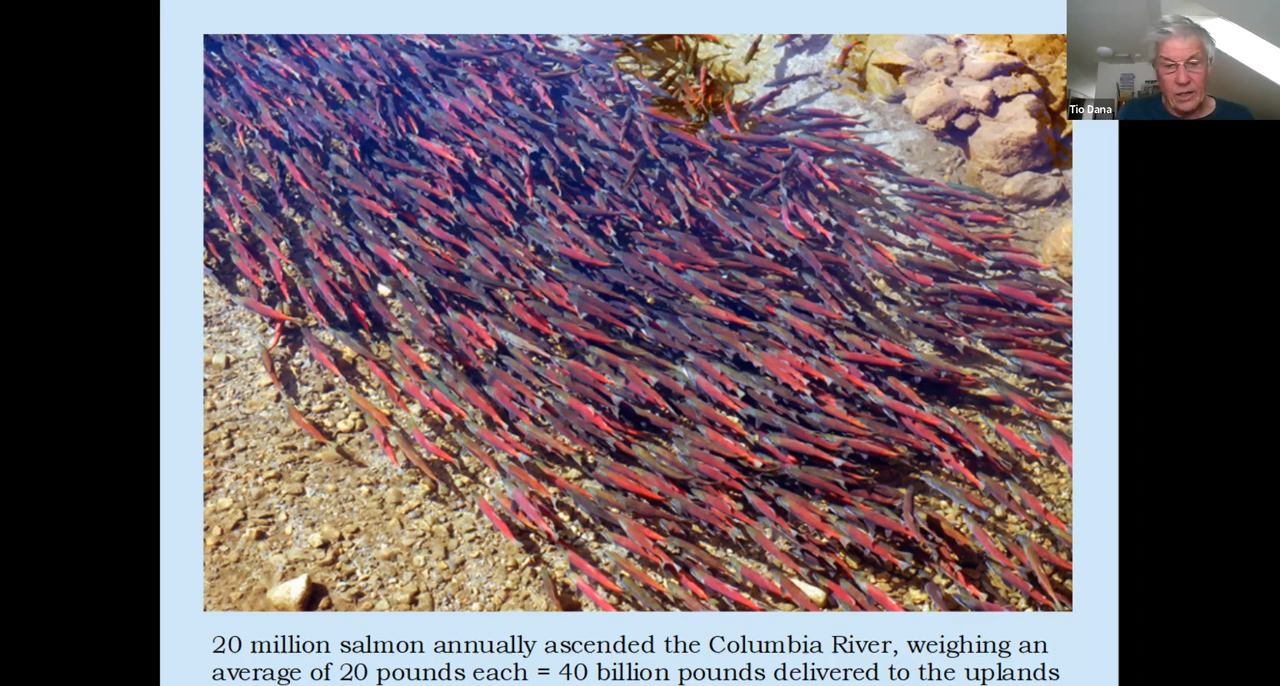 Tio Dana
20 million salmon annually ascended the Columbia River, weighing an
average of 20 pounds each = 40 billion pounds delivered to the uplands